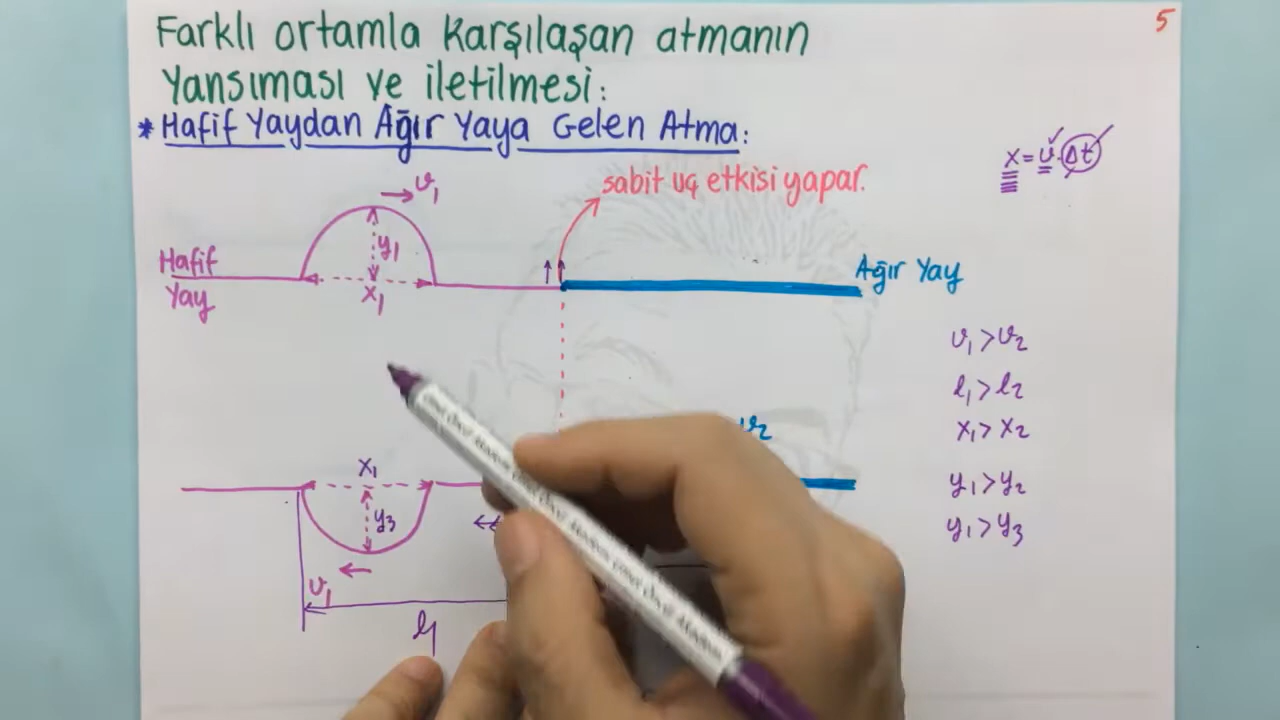 5
Farklı ortamla karşılaşan atmanın
Yansıması ve iletilmesi:
* Hafif Yaydan Ağır Yaya Gelen Atma:
x = v.Δt
v₁
sabit uç etkisi yapar.
y₁
Hafif
Yay
x₁
Ağır Yay
v₁ > v₂
l₁ > l₂
x₁ > x₂
y₁ > y₂
y₁ > y₃
v₂
x₁
y₃
v₁
l₁